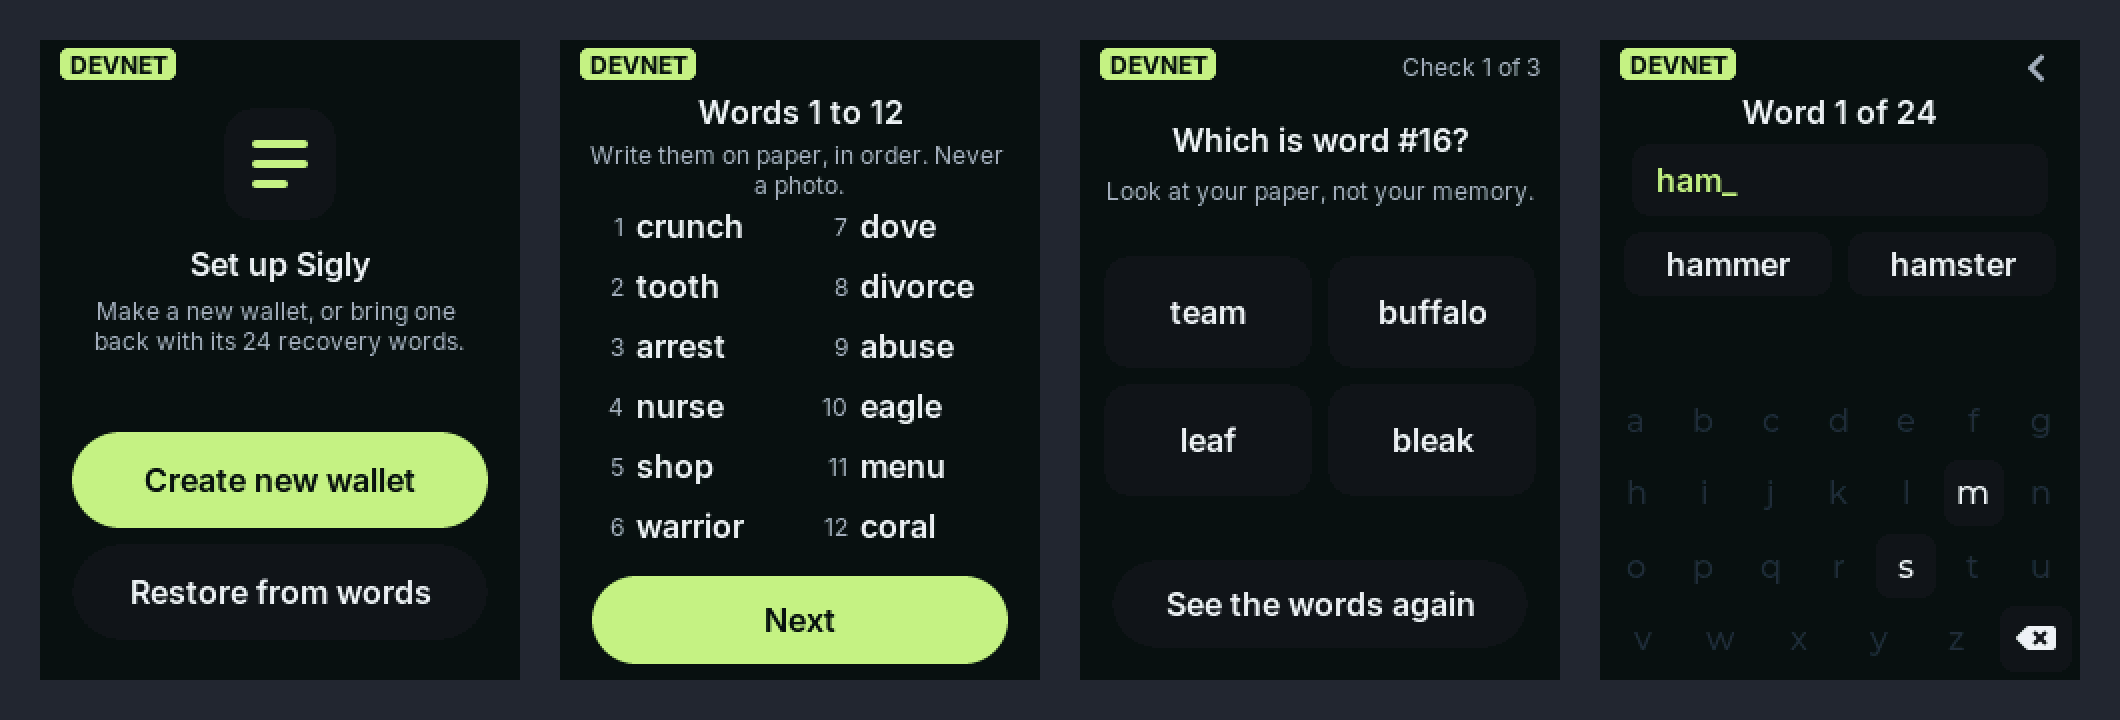 DEVNET
Set up Sigly
Make a new wallet, or bring one
back with its 24 recovery words.
Create new wallet
Restore from words
DEVNET
Words 1 to 12
Write them on paper, in order. Never
a photo.
1 crunch 7 dove
2 tooth 8 divorce
3 arrest 9 abuse
4 nurse 10 eagle
5 shop 11 menu
6 warrior 12 coral
Next
DEVNET Check 1 of 3
Which is word #16?
Look at your paper, not your memory.
team buffalo
leaf bleak
See the words again
DEVNET
Word 1 of 24
ham_
hammer hamster
a b c d e f g
h i j k l m n
o p q r s t u
v w x y z